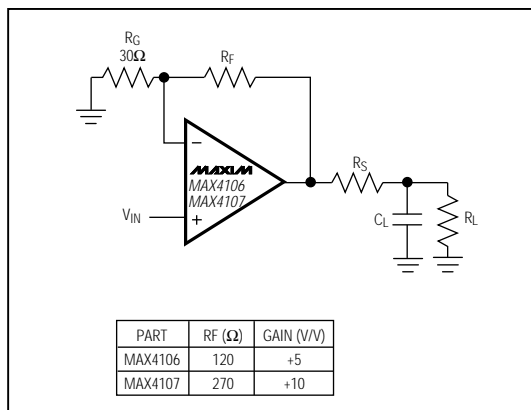 RG
30Ω
RF
−
MAXIM
MAX4106
MAX4107
VIN
+
RS
CL
RL
PART RF (Ω) GAIN (V/V)
MAX4106 120 +5
MAX4107 270 +10